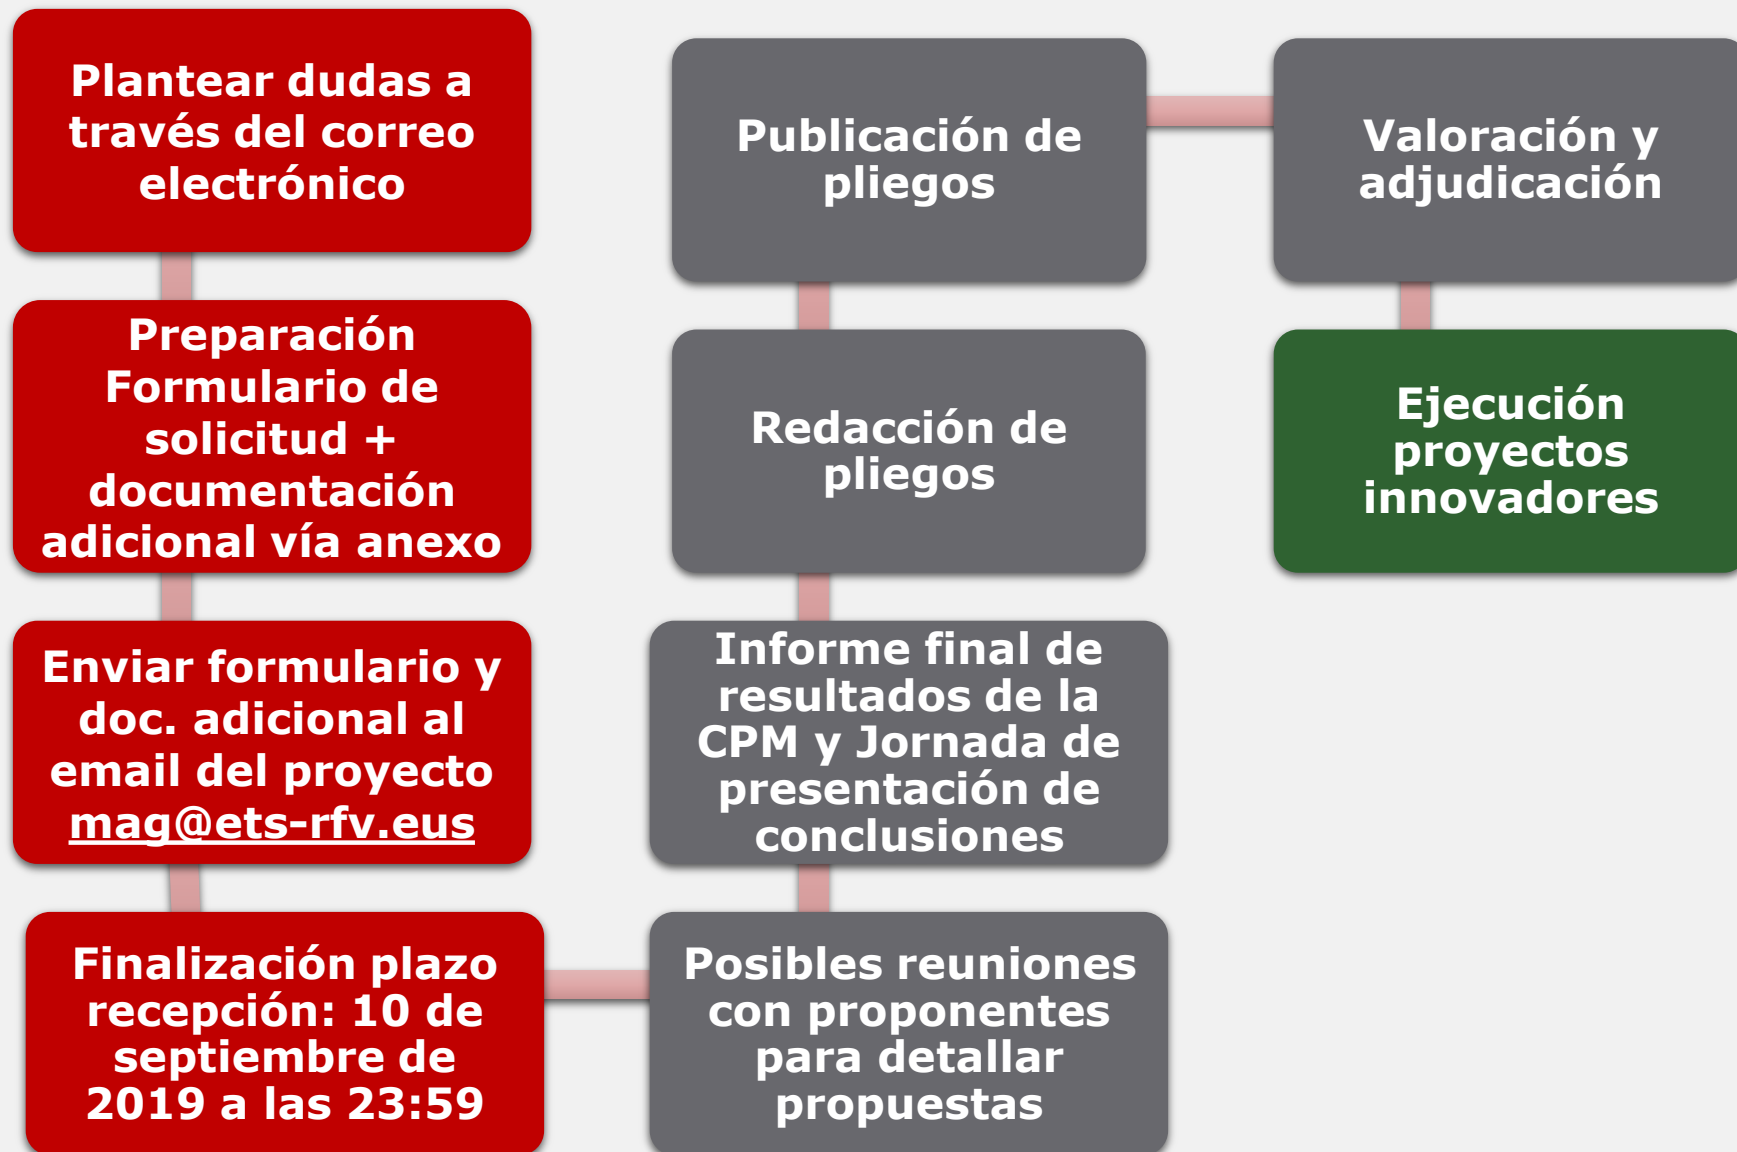 Plantear dudas a
través del correo
electrónico
Preparación
Formulario de
solicitud +
documentación
adicional vía anexo
Enviar formulario y
doc. adicional al
email del proyecto
mag@ets-rfv.eus
Finalización plazo
recepción: 10 de
septiembre de
2019 a las 23:59
Posibles reuniones
con proponentes
para detallar
propuestas
Informe final de
resultados de la
CPM y Jornada de
presentación de
conclusiones
Redacción de
pliegos
Publicación de
pliegos
Valoración y
adjudicación
Ejecución
proyectos
innovadores